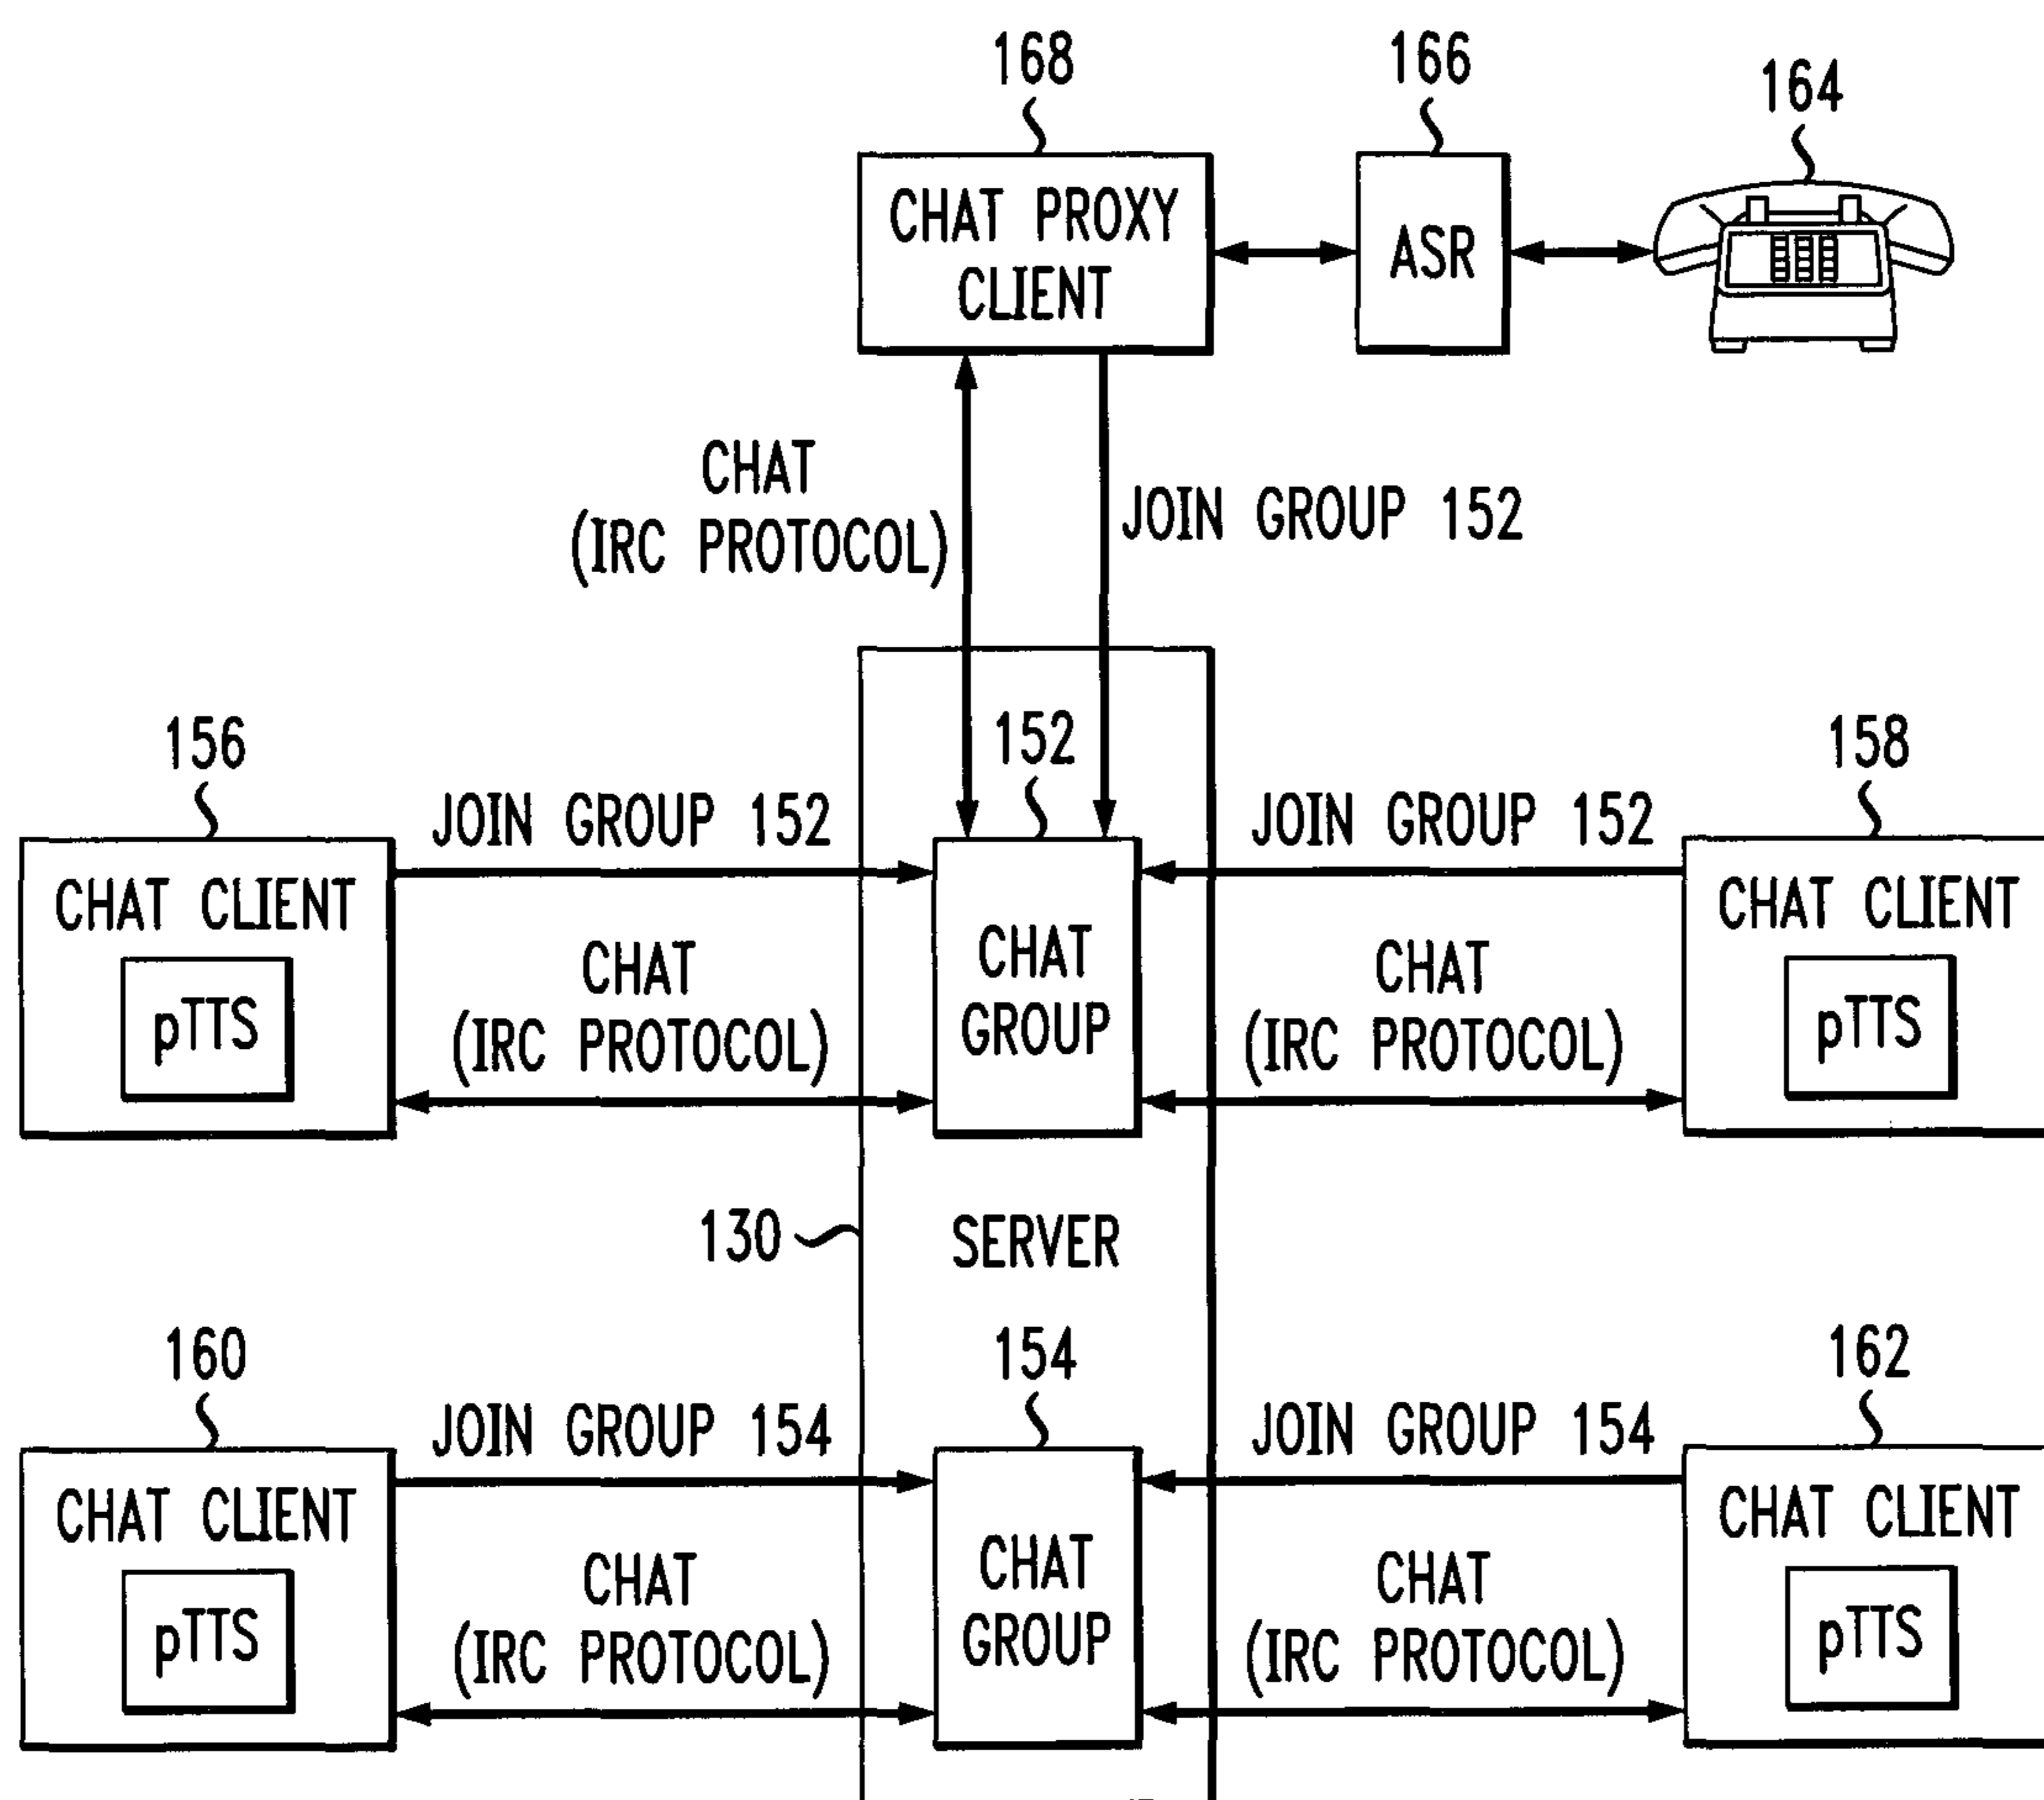 168
166
164
CHAT PROXY
CLIENT
ASR
CHAT
(IRC PROTOCOL)
JOIN GROUP 152
156
152
158
JOIN GROUP 152
JOIN GROUP 152
CHAT CLIENT
pTTS
CHAT
(IRC PROTOCOL)
CHAT
GROUP
CHAT
(IRC PROTOCOL)
CHAT CLIENT
pTTS
130
SERVER
160
154
162
JOIN GROUP 154
JOIN GROUP 154
CHAT CLIENT
pTTS
CHAT
(IRC PROTOCOL)
CHAT
GROUP
CHAT
(IRC PROTOCOL)
CHAT CLIENT
pTTS